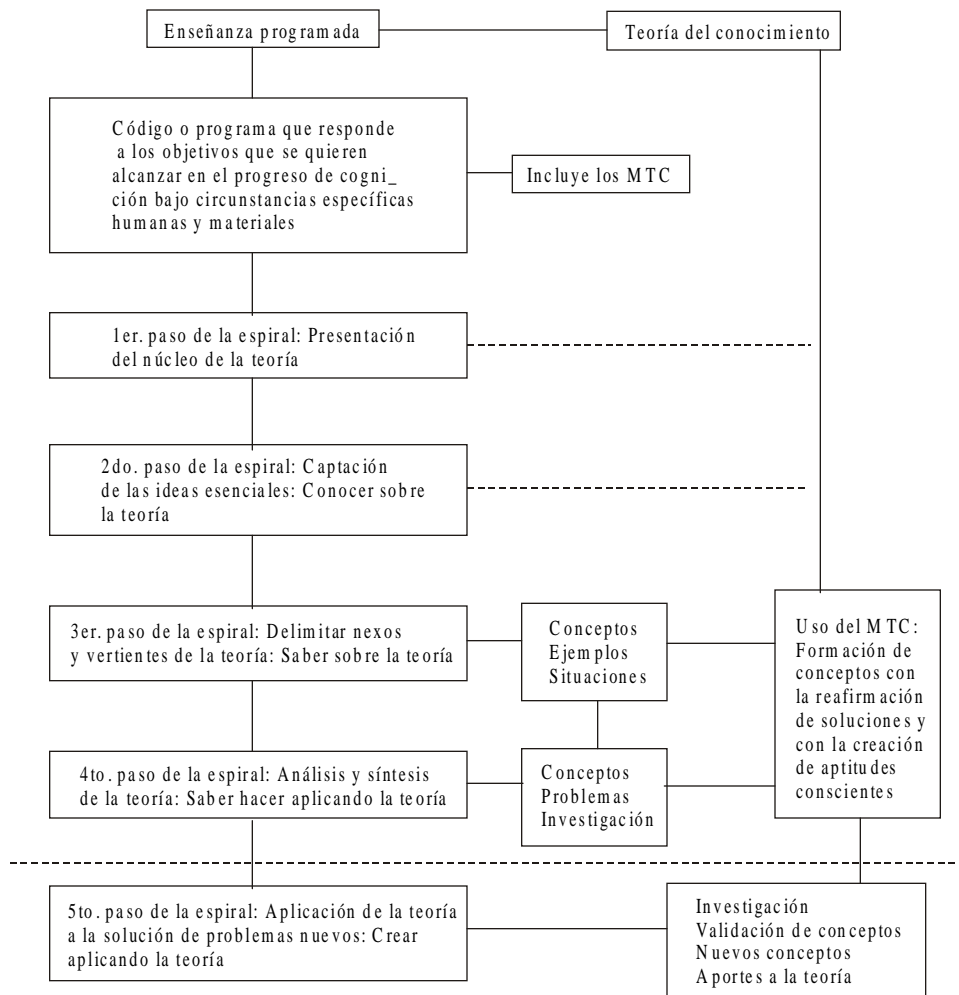 Enseñanza programada
Teoría del conocimiento
Código o programa que responde
a los objetivos que se quieren
alcanzar en el progreso de cogni_
ción bajo circunstancias específicas
humanas y materiales
Incluye los MTC
1er. paso de la espiral: Presentación
del núcleo de la teoría
2do. paso de la espiral: Captación
de las ideas esenciales: Conocer sobre
la teoría
3er. paso de la espiral: Delimitar nexos
y vertientes de la teoría: Saber sobre la teoría
Conceptos
Ejemplos
Situaciones
Uso del MTC:
Formación de
conceptos con
la reafirmación
de soluciones y
con la creación
de aptitudes
conscientes
4to. paso de la espiral: Análisis y síntesis
de la teoría: Saber hacer aplicando la teoría
Conceptos
Problemas
Investigación
5to. paso de la espiral: Aplicación de la teoría
a la solución de problemas nuevos: Crear
aplicando la teoría
Investigación
Validación de conceptos
Nuevos conceptos
Aportes a la teoría